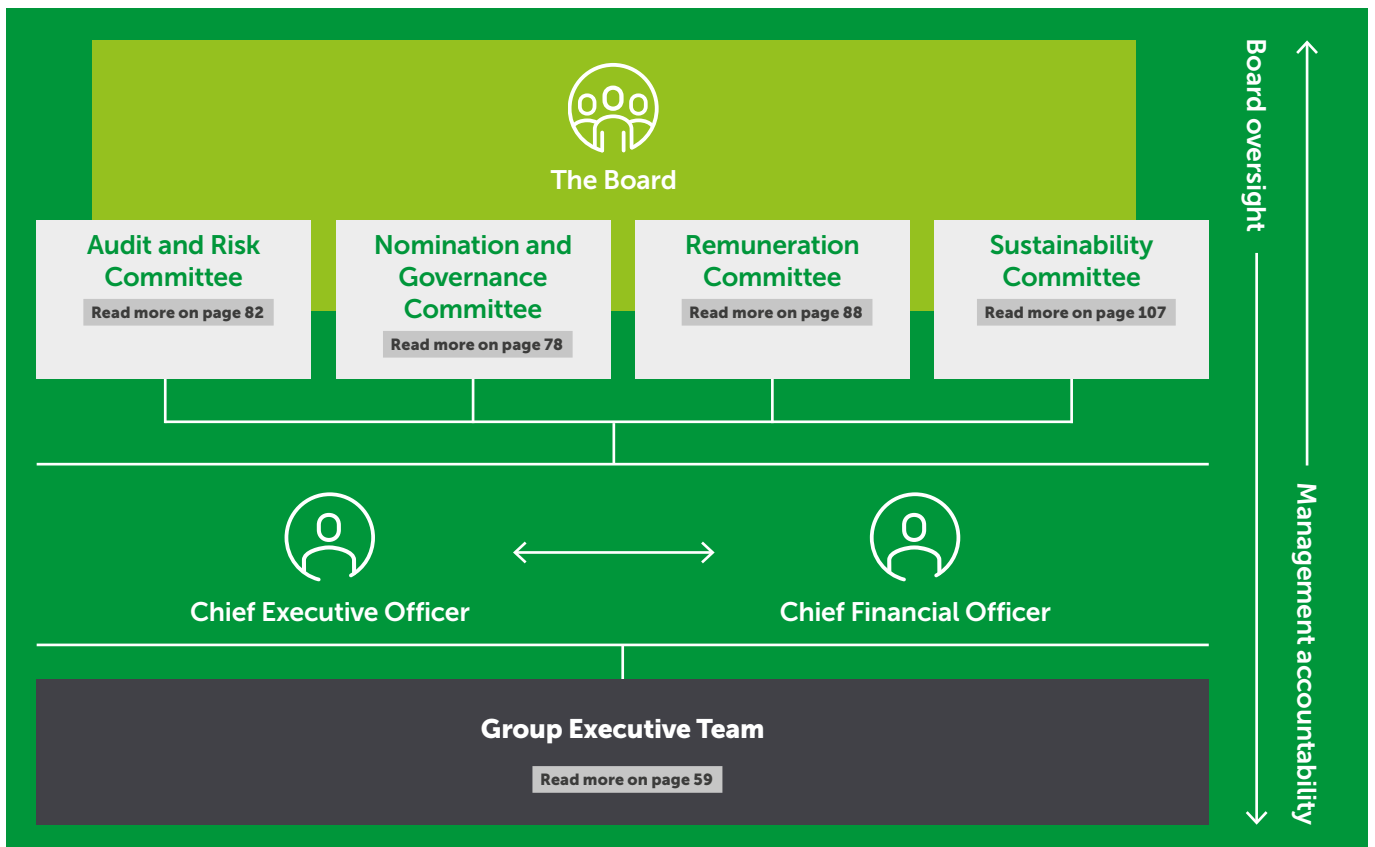 The Board
Audit and Risk
Committee
Read more on page 82
Nomination and
Governance
Committee
Read more on page 78
Remuneration
Committee
Read more on page 88
Sustainability
Committee
Read more on page 107
Chief Executive Officer
Chief Financial Officer
Group Executive Team
Read more on page 59
Board oversight
Management accountability